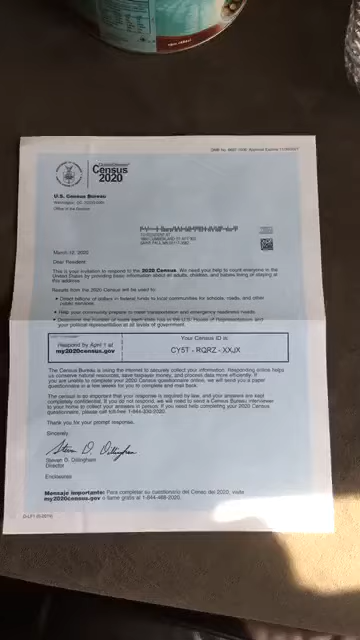 United States
Census
2020
U.S. Census Bureau
Washington, DC
Office of the Director
March 12, 2020
Dear Resident:
This is your invitation to respond to the 2020 Census. We need your help to count everyone in the
United States by providing basic information about all adults, children, and babies living or staying at
this address.
Results from the 2020 Census will be used to:
• Direct billions of dollars in federal funds to local communities for schools, roads, and other
public services.
• Help your community prepare to meet transportation and emergency readiness needs.
• Determine the number of seats each state has in the U.S. House of Representatives and
your political representation at all levels of government.
Respond by April 1 at
my2020census.gov
Your Census ID is:
CY5T - RQRZ - XXJX
The Census Bureau is using the internet to securely collect your information. Responding online helps
us conserve natural resources, save taxpayer money, and process data more efficiently. If
you are unable to complete your 2020 Census questionnaire online, we will send you a paper
questionnaire in a few weeks for you to complete and mail back.
The census is so important that your response is required by law, and your answers are kept
completely confidential. If you do not respond, we will need to send a Census Bureau interviewer
to your home to collect your answers in person. If you need help completing your 2020 Census
questionnaire, please call toll-free 1-844-330-2020.
Thank you for your prompt response.
Sincerely,
Steven D. Dillingham
Steven D. Dillingham
Director
Enclosures
Mensaje importante: Para completar su cuestionario del Censo del 2020, visite
my2020census.gov o llame gratis al 1-844-468-2020.